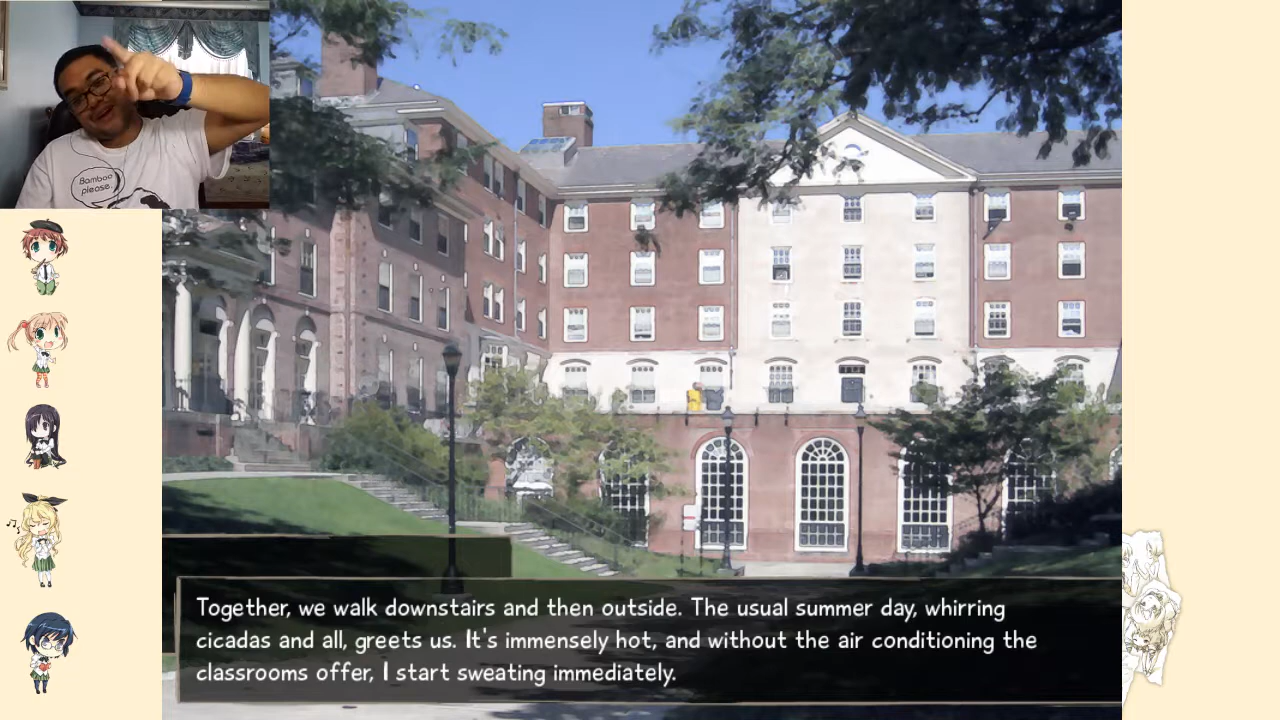 Bamboo
please.
Together, we walk downstairs and then outside. The usual summer day, whirring
cicadas and all, greets us. It's immensely hot, and without the air conditioning the
classrooms offer, I start sweating immediately.